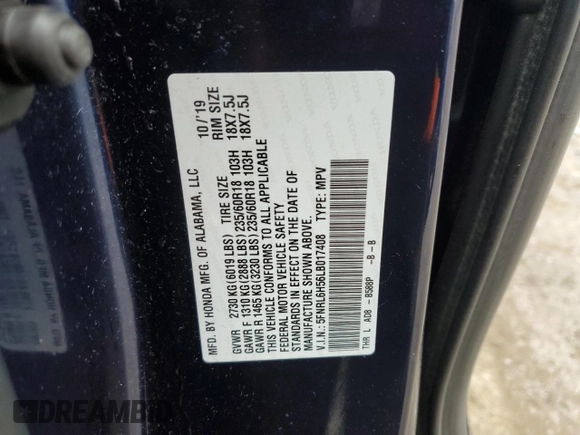 MFD. BY HONDA MFG. OF ALABAMA, LLC 10/'19
TIRE SIZE RIM SIZE
GVWR 2730 KG(6019 LBS)
GAWR F 1310 KG(2888 LBS)235/60R18 103H 18X7.5J
GAWR R 1465 KG(3230 LBS)235/60R18 103H 18X7.5J
THIS VEHICLE CONFORMS TO ALL APPLICABLE
FEDERAL MOTOR VEHICLE SAFETY
STANDARDS IN EFFECT ON THE DATE OF
MANUFACTURE SHOWN ABOVE.
V.I.N.: 5FNRL6H56LB017408 TYPE: MPV
THR L AD8 - B588P -B -B
DREAMBID